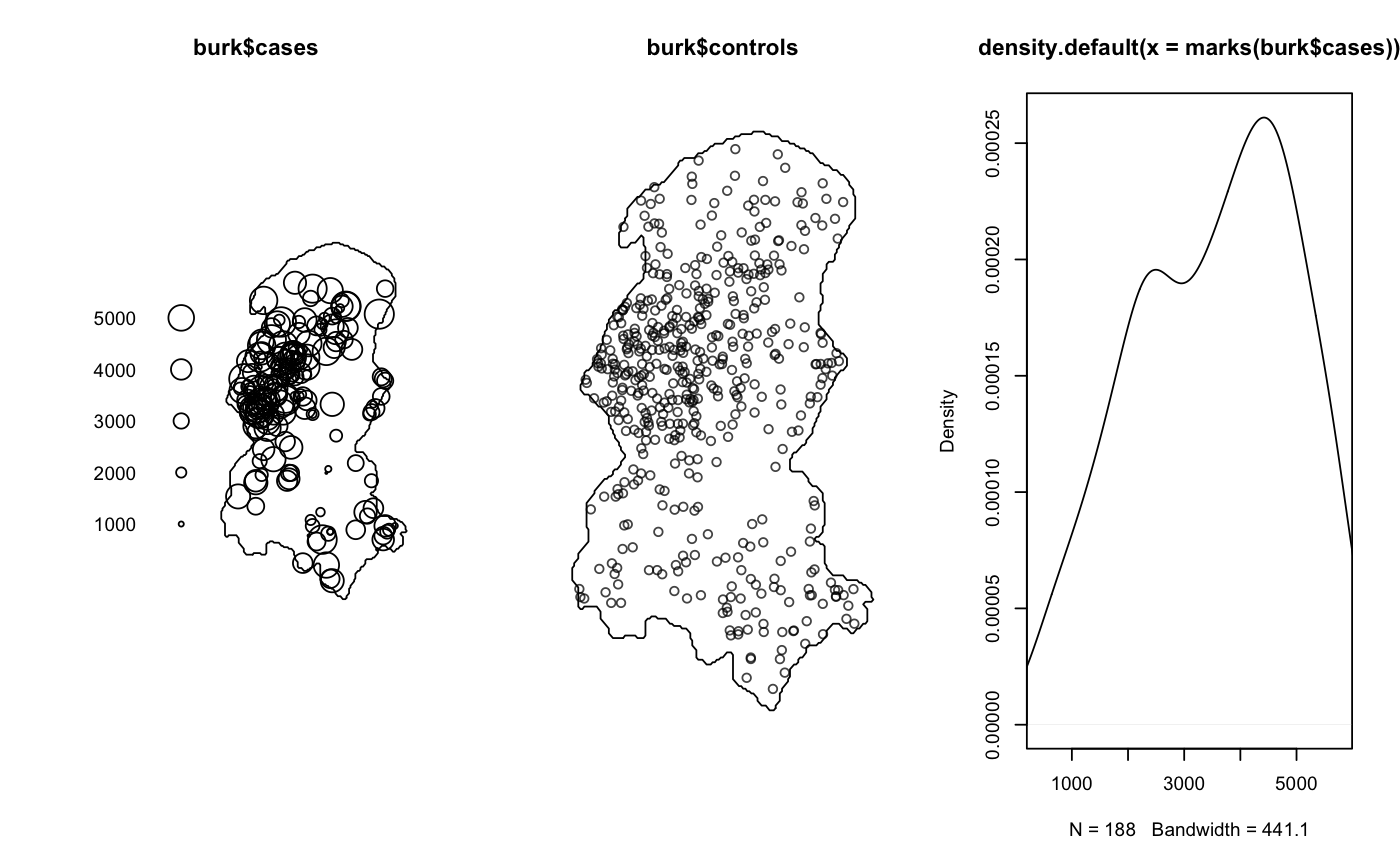 burk$cases
5000
4000
3000
2000
1000
burk$controls
density.default(x = marks(burk$cases))
Density
0.00025
0.00020
0.00015
0.00010
0.00005
0.00000
1000 3000 5000
N = 188 Bandwidth = 441.1